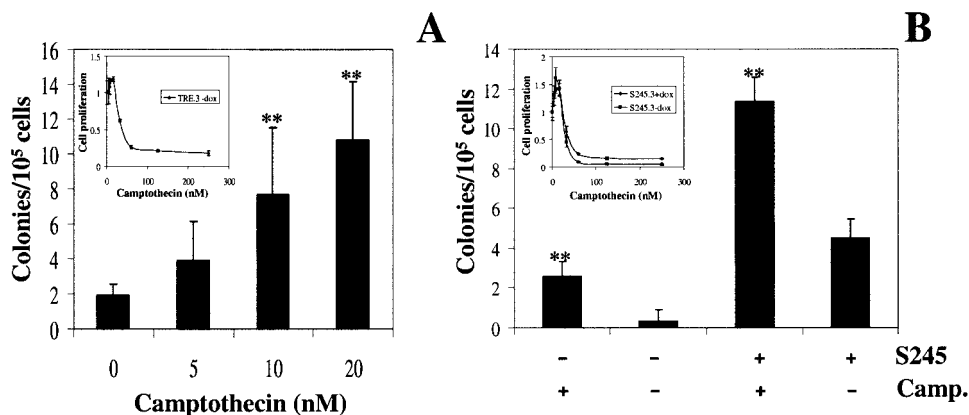 A
Colonies/10⁵ cells
16
14
12
10
8
6
4
2
0
Cell proliferation
1.5
1
0.5
0
TRE.3 -dox
0 100 200 300
Camptothecin (nM)
** **
0 5 10 20
Camptothecin (nM)
B
Colonies/10⁵ cells
14
12
10
8
6
4
2
0
Cell proliferation
2
1.5
1
0.5
0
S245.3+dox
S245.3-dox
0 100 200 300
Camptothecin (nM)
** **
- - + + S245
+ - + - Camp.